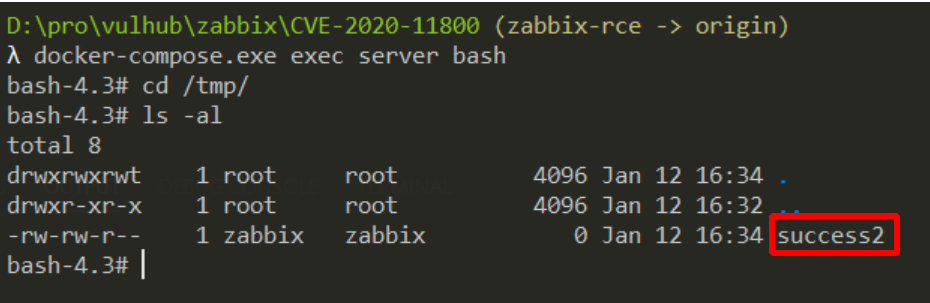 D:\pro\vulhub\zabbix\CVE-2020-11800 (zabbix-rce -> origin)
λ docker-compose.exe exec server bash
bash-4.3# cd /tmp/
bash-4.3# ls -al
total 8
drwxrwxrwt    1 root     root          4096 Jan 12 16:34 .
drwxr-xr-x    1 root     root          4096 Jan 12 16:32 ..
-rw-rw-r--    1 zabbix   zabbix           0 Jan 12 16:34 success2
bash-4.3#